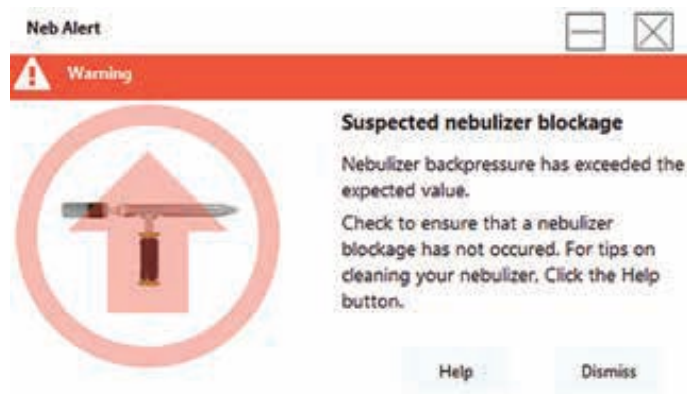 Neb Alert
Warning
Suspected nebulizer blockage
Nebulizer backpressure has exceeded the
expected value.
Check to ensure that a nebulizer
blockage has not occured. For tips on
cleaning your nebulizer, Click the Help
button.
Help
Dismiss